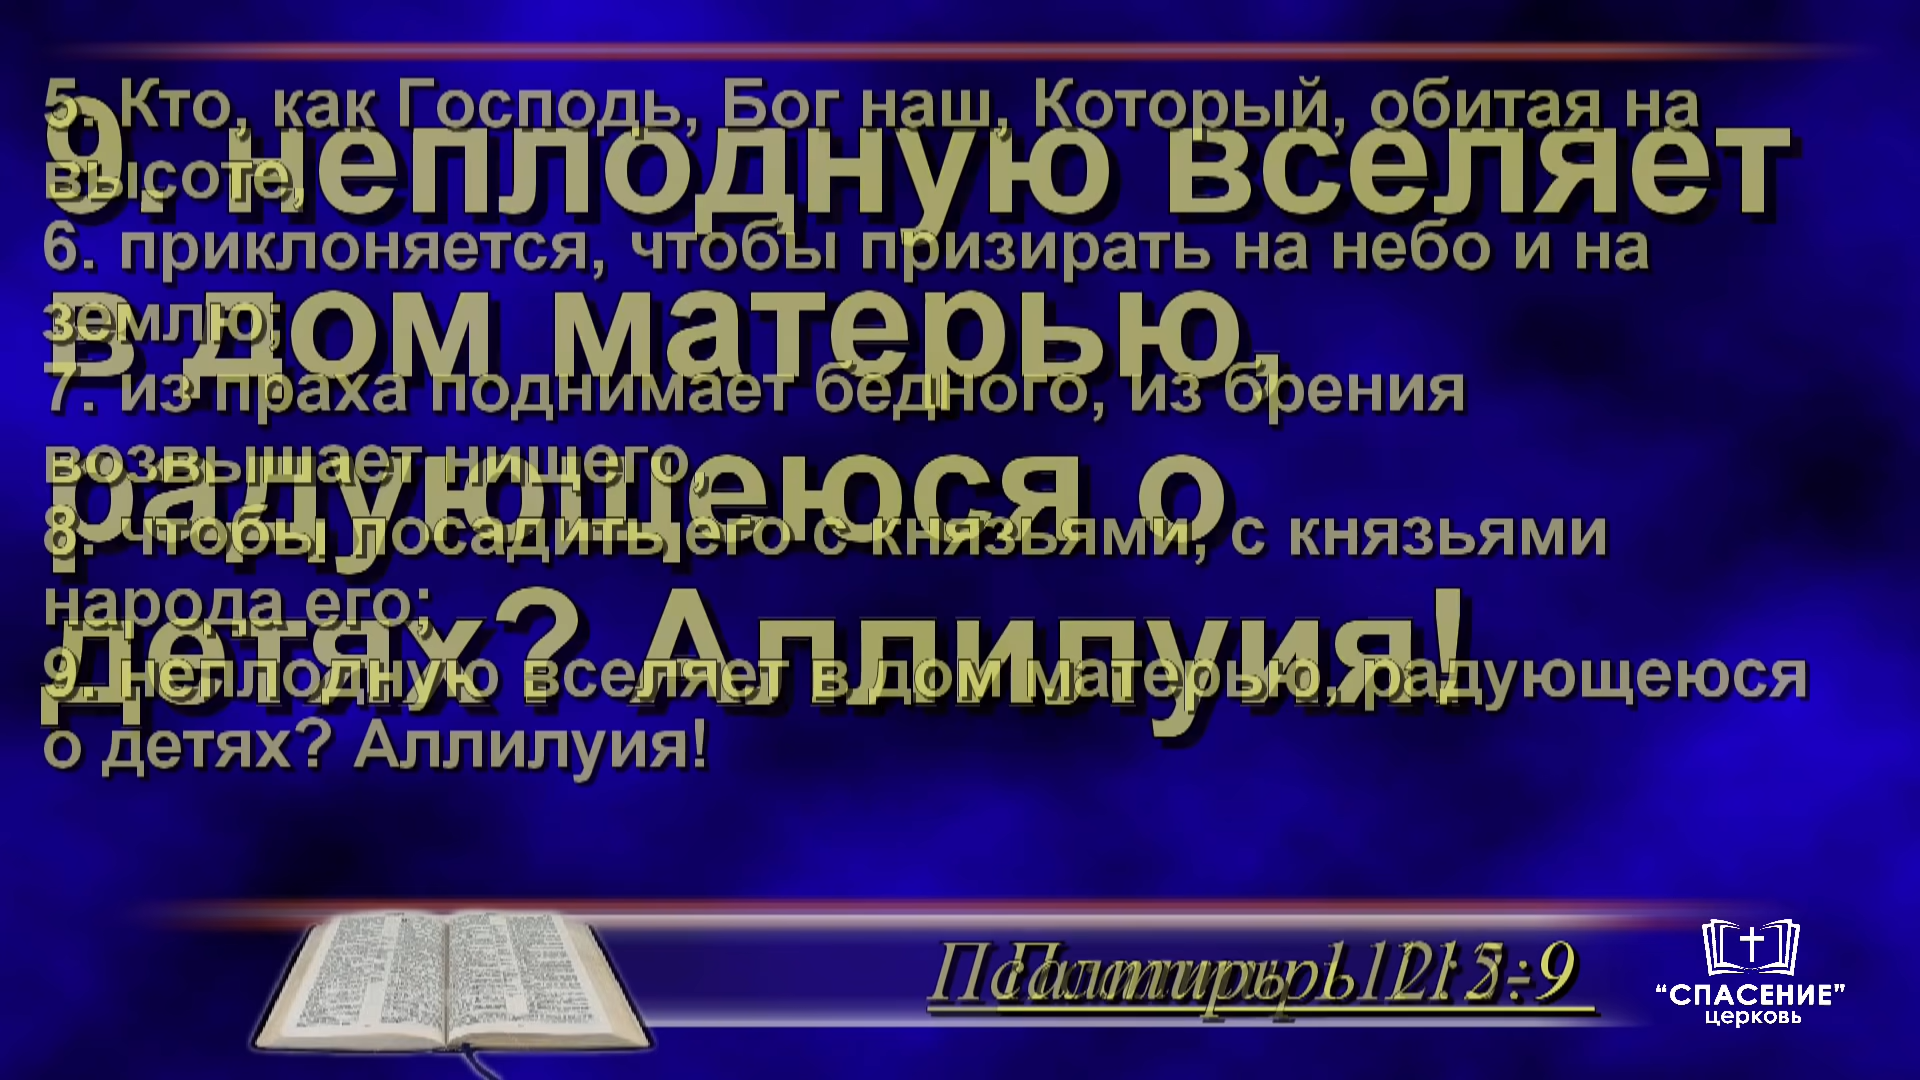 5. Кто, как Господь, Бог наш, Который, обитая на
высоте,
6. приклоняется, чтобы призирать на небо и на
землю;
7. из праха поднимает бедного, из брения
возвышает нищего,
8. чтобы посадить его с князьями, с князьями
народа его;
9. неплодную вселяет в дом матерью, радующеюся
о детях? Аллилуия!
9. неплодную вселяет
в дом матерью,
радующеюся о
детях? Аллилуия!
Псалтирь
“СПАСЕНИЕ”
церковь